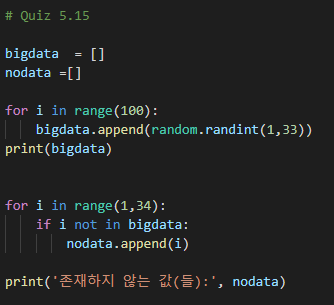 # Quiz 5.15
bigdata  = []
nodata =[]
for i in range(100):
    bigdata.append(random.randint(1,33))
print(bigdata)
for i in range(1,34):
    if i not in bigdata:
        nodata.append(i)
print('존재하지 않는 값(들):', nodata)